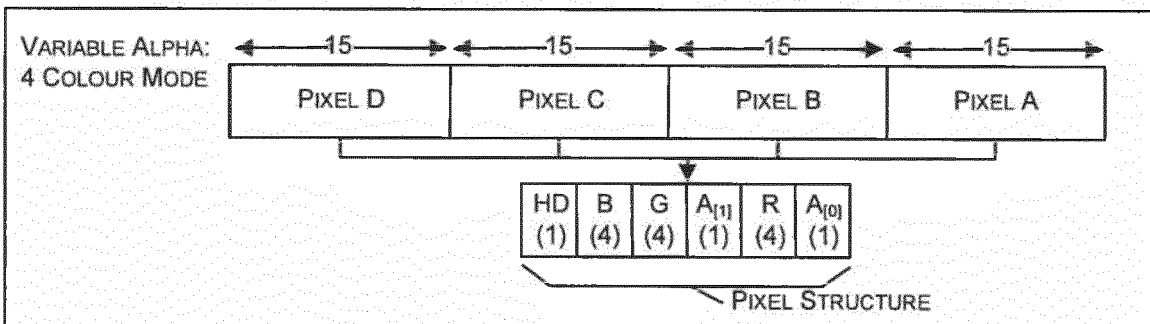 VARIABLE ALPHA:
4 COLOUR MODE
15 15 15 15
PIXEL D PIXEL C PIXEL B PIXEL A
HD B G A[1] R A[0]
(1) (4) (4) (1) (4) (1)
PIXEL STRUCTURE